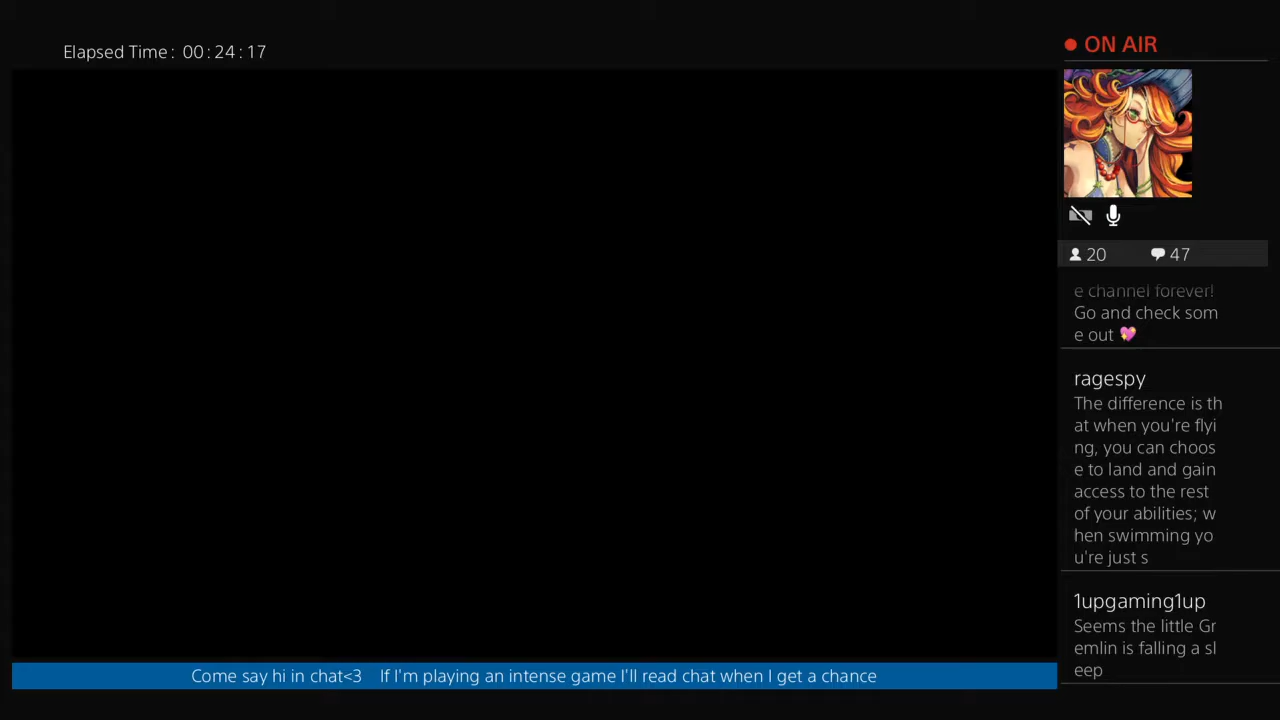 Elapsed Time: 00:24:17
ON AIR
20 47
e channel forever!
Go and check som
e out 💖
ragespy
The difference is th
at when you're flyi
ng, you can choos
e to land and gain
access to the rest
of your abilities; w
hen swimming yo
u're just s
1upgaming1up
Seems the little Gr
emlin is falling a sl
eep
Come say hi in chat<3 If I'm playing an intense game I'll read chat when I get a chance